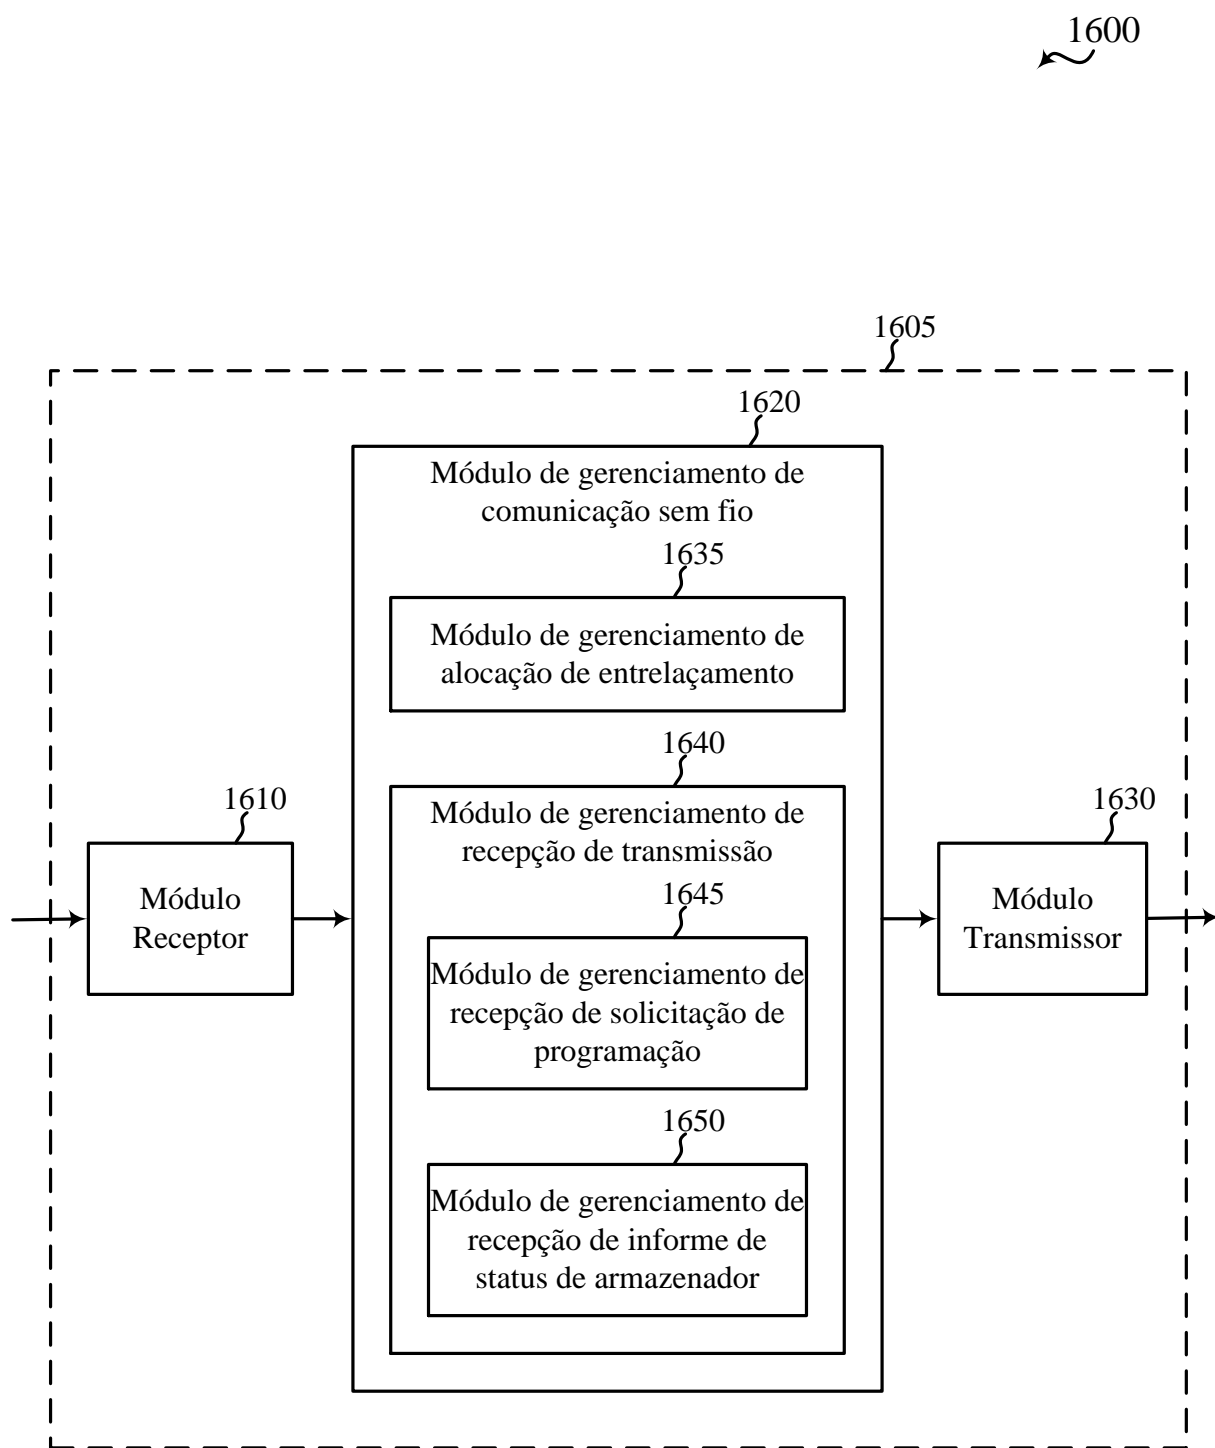 1600
1605
1620
Módulo de gerenciamento de
comunicação sem fio
1635
Módulo de gerenciamento de
alocação de entrelaçamento
1640
Módulo de gerenciamento de
recepção de transmissão
1610
Módulo
Receptor
1645
Módulo de gerenciamento de
recepção de solicitação de
programação
1630
Módulo
Transmissor
1650
Módulo de gerenciamento de
recepção de informe de
status de armazenador